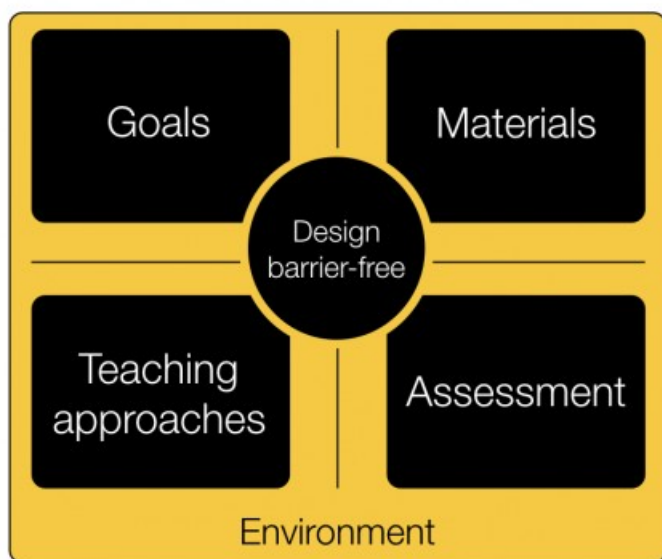 Goals
Materials
Design
barrier-free
Teaching
approaches
Assessment
Environment